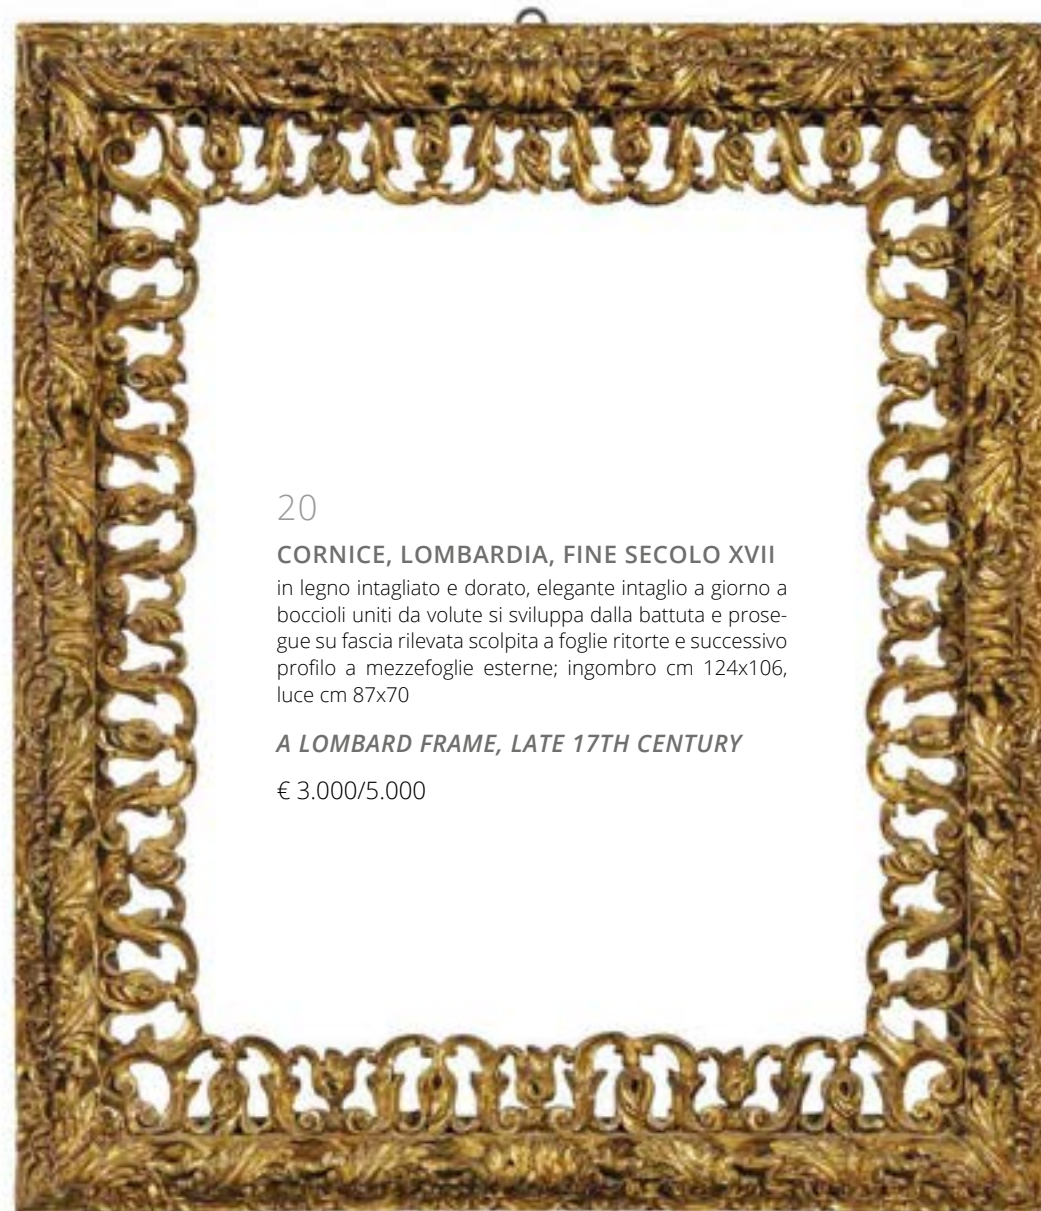 20
CORNICE, LOMBARDIA, FINE SECOLO XVII
in legno intagliato e dorato, elegante intaglio a giorno a
boccioli uniti da volute si sviluppa dalla battuta e prose-
gue su fascia rilevata scolpita a foglie ritorte e successivo
profilo a mezzefoglie esterne; ingombro cm 124x106,
luce cm 87x70
A LOMBARD FRAME, LATE 17TH CENTURY
€ 3.000/5.000